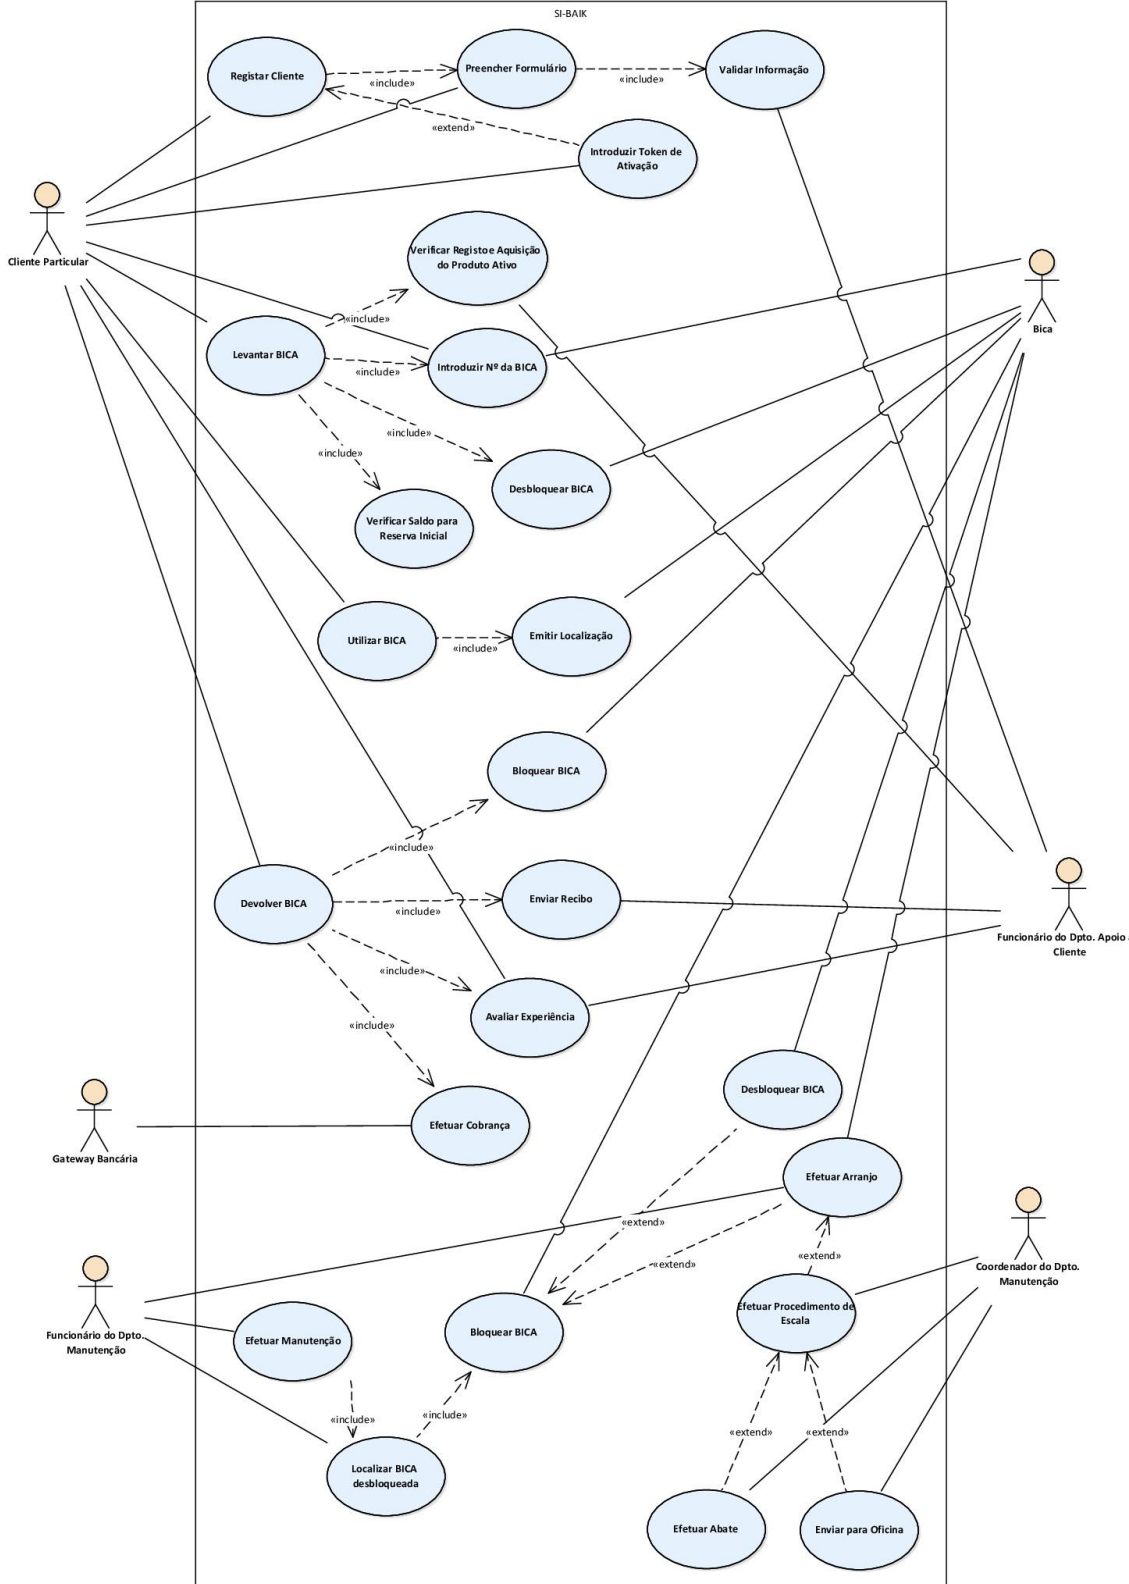 SI-BAIK
Registar Cliente
«include»
Preencher Formulário
«include»
Validar Informação
«extend»
Introduzir Token de
Ativação
Cliente Particular
Verificar Registo e Aquisição
do Produto Ativo
Bica
«include»
Levantar BICA
«include»
Introduzir Nº da BICA
«include»
«include»
Desbloquear BICA
Verificar Saldo para
Reserva Inicial
Utilizar BICA
«include»
Emitir Localização
Bloquear BICA
«include»
Devolver BICA
«include»
Enviar Recibo
Funcionário do Dpto. Apoio
Cliente
«include»
Avaliar Experiência
«include»
Desbloquear BICA
Efetuar Cobrança
Gateway Bancária
Efetuar Arranjo
«extend»
«extend»
«extend»
Coordenador do Dpto.
Manutenção
Efetuar Procedimento de
Escala
Funcionário do Dpto.
Manutenção
Efetuar Manutenção
Bloquear BICA
«include»
«include»
«extend»
«extend»
Localizar BICA
desbloqueada
Efetuar Abate
Enviar para Oficina